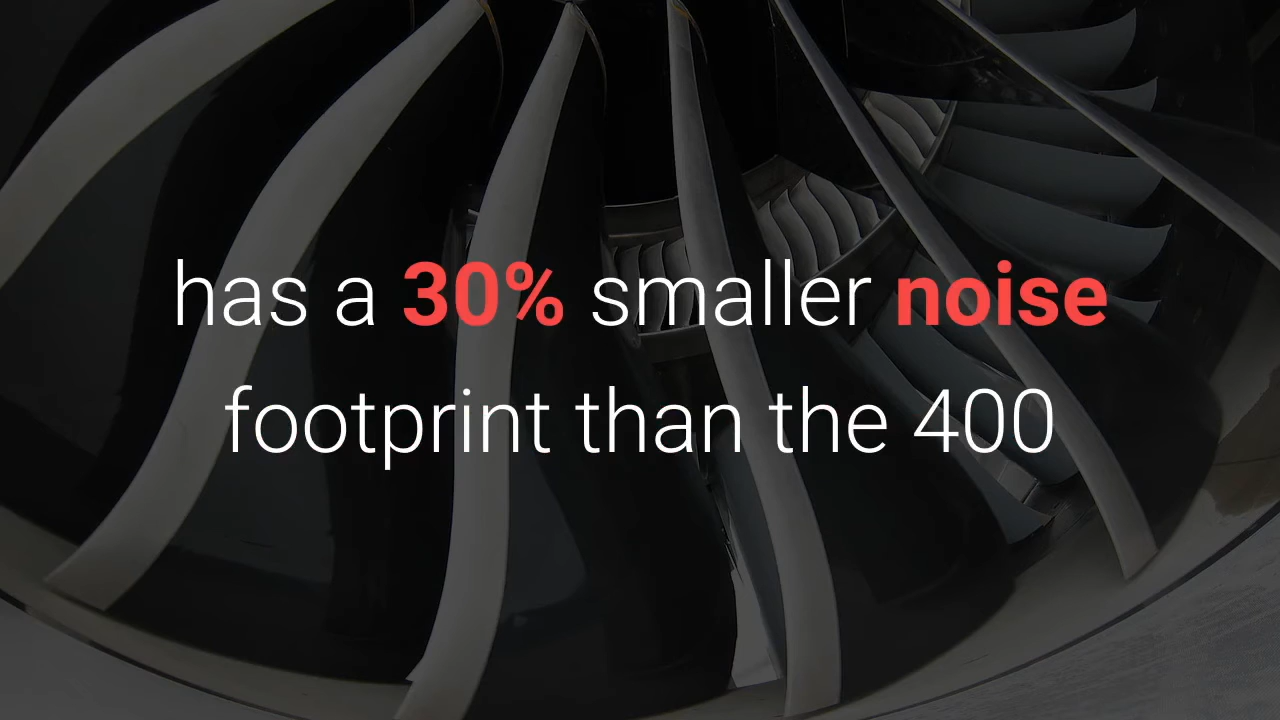 has a 30% smaller noise
footprint than the 400